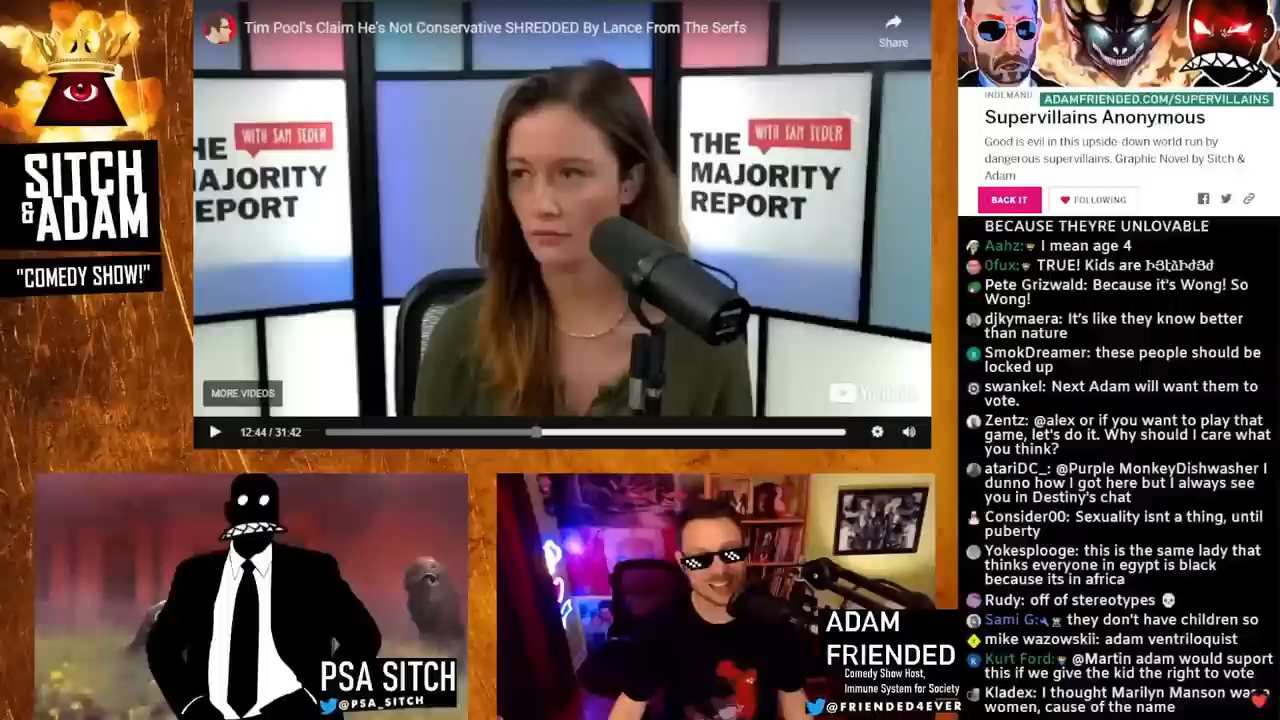 Tim Pool's Claim He's Not Conservative SHREDDED By Lance From The Serfs
Share
SITCH
& ADAM
"COMEDY SHOW!"
HE
WITH SAM SEDER
AJORITY
EPORT
THE
WITH SAM SEDER
MAJORITY
REPORT
MORE VIDEOS
YouTube
12:44 / 31:42
PSA SITCH
@PSA_SITCH
ADAM
FRIENDED
Comedy Show Host,
Immune System for Society
@FRIENDED4EVER
INDEMAND
ADAMFRIENDED.COM/SUPERVILLAINS
Supervillains Anonymous
Good is evil in this upside-down world run by
dangerous supervillains. Graphic Novel by Sitch &
Adam
BACK IT
FOLLOWING
BECAUSE THEYRE UNLOVABLE
Aahz: I mean age 4
0fux: TRUE! Kids are
Pete Grizwald: Because it's Wong! So
Wong!
djkymaera: It's like they know better
than nature
SmokDreamer: these people should be
locked up
swankel: Next Adam will want them to
vote.
Zentz: @alex or if you want to play that
game, let's do it. Why should I care what
you think?
atariDC_: @Purple MonkeyDishwasher I
dunno how I got here but I always see
you in Destiny's chat
Consider00: Sexuality isnt a thing, until
puberty
Yokesplooge: this is the same lady that
thinks everyone in egypt is black
because its in africa
Rudy: off of stereotypes 💀
Sami G: they don't have children so
mike wazowskii: adam ventriloquist
Kurt Ford: @Martin adam would suport
this if we give the kid the right to vote
Kladex: I thought Marilyn Manson was a
women, cause of the name